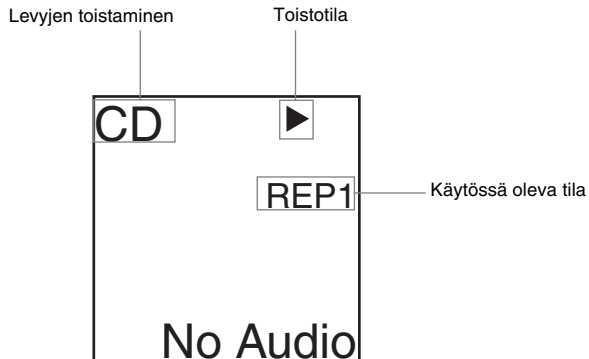 Levyjen toistaminen
Toistotila
CD
REP1
Käytössä oleva tila
No Audio